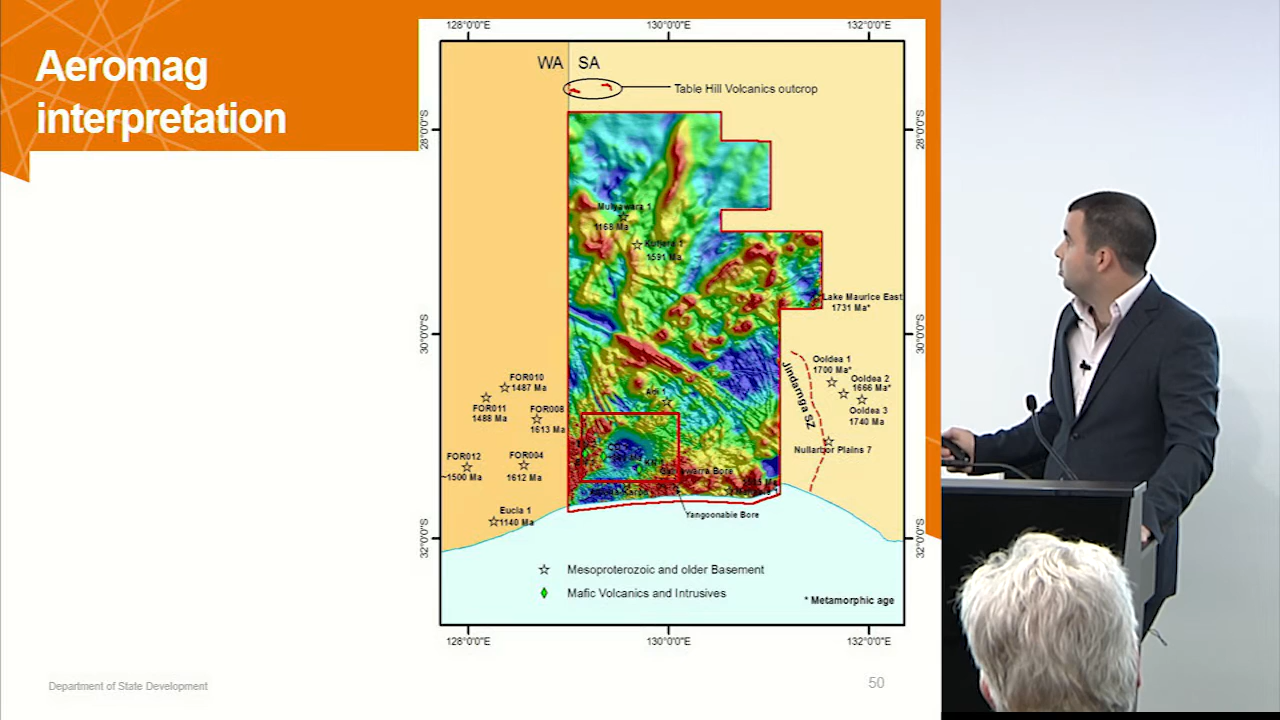 Aeromag
interpretation
128°0'0"E
130°0'0"E
132°0'0"E
WA SA
Table Hill Volcanics outcrop
28°0'0"S
28°0'0"S
Mulyawara 1
1168 Ma
Kutjara 1
1591 Ma
Lake Maurice East
1731 Ma*
30°0'0"S
30°0'0"S
Ooldea 1
1700 Ma*
Ooldea 2
1666 Ma*
Ooldea 3
1740 Ma
Jindarnga SZ
FOR010
1487 Ma
FOR011
1488 Ma
FOR008
1613 Ma
Nullarbor Plains 7
FOR012
~1500 Ma
FOR004
1612 Ma
Bore
Eucla 1
1140 Ma
Yangoonabie Bore
32°0'0"S
32°0'0"S
Mesoproterozoic and older Basement
Mafic Volcanics and Intrusives
* Metamorphic age
128°0'0"E
130°0'0"E
132°0'0"E
Department of State Development
50